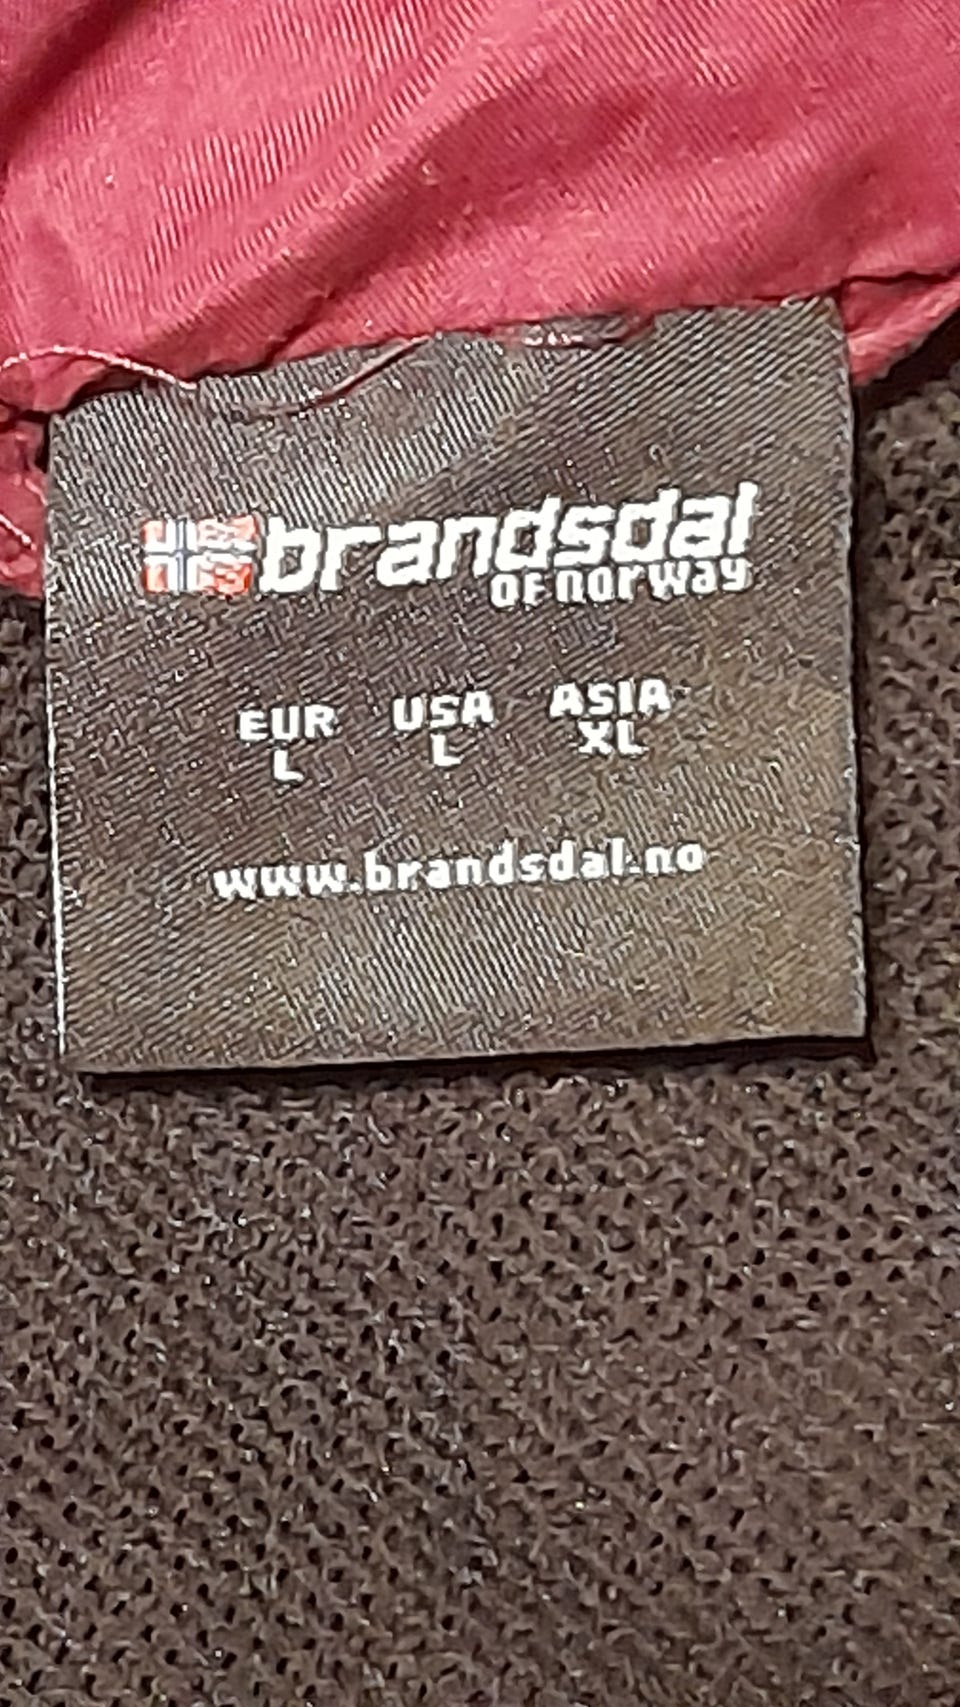 brandsdal
OF norway
EUR USA ASIA
L L XL
www.brandsdal.no